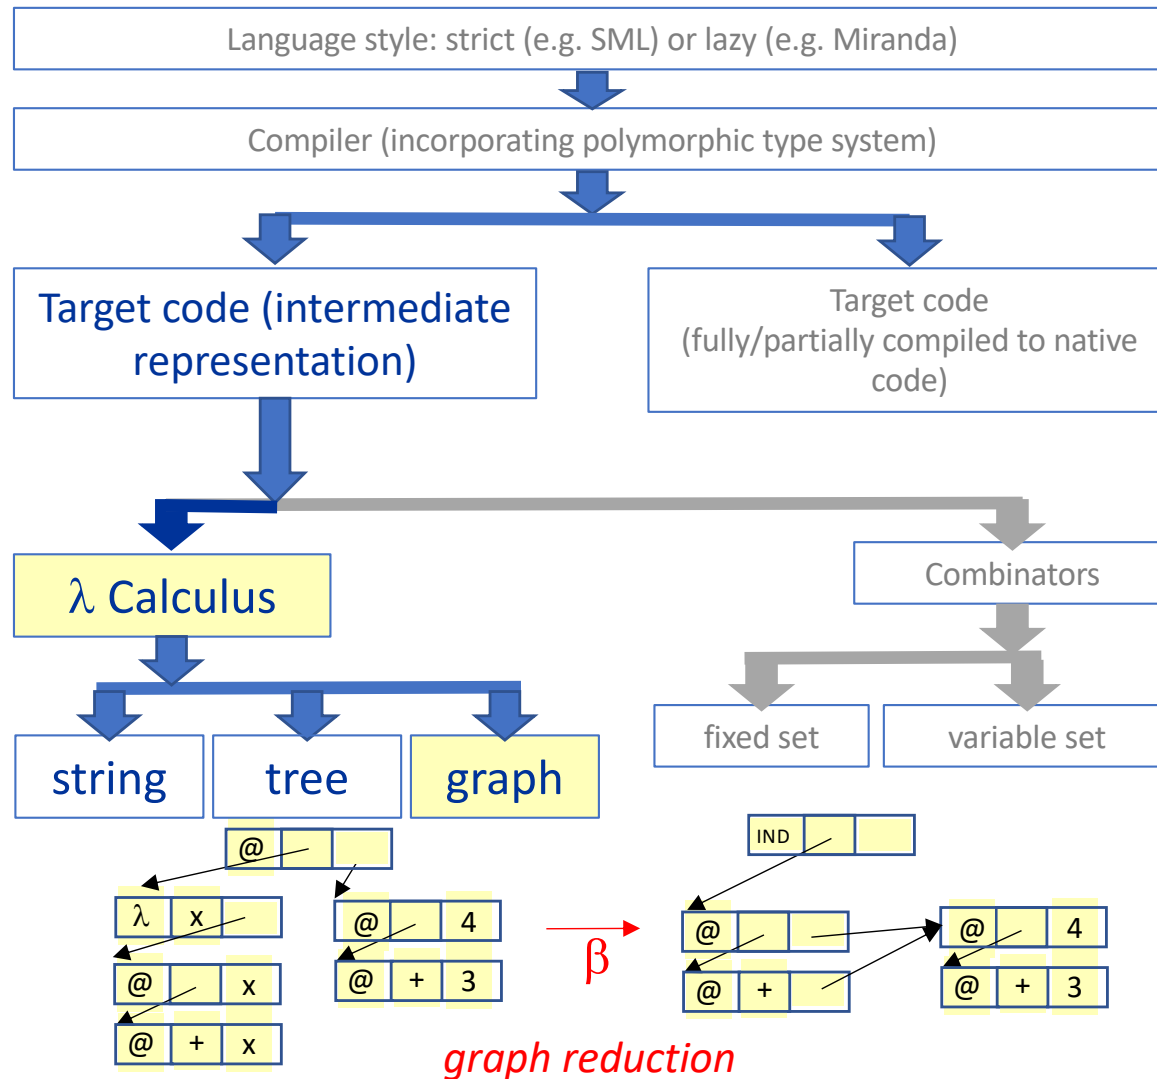 Language style: strict (e.g. SML) or lazy (e.g. Miranda)
Compiler (incorporating polymorphic type system)
Target code (intermediate
representation)
Target code
(fully/partially compiled to native
code)
λ Calculus
Combinators
string
tree
graph
fixed set
variable set
@
λ x
@ x
@ + x
@ 4
@ + 3
β
IND
@
@ +
@ 4
@ + 3
graph reduction